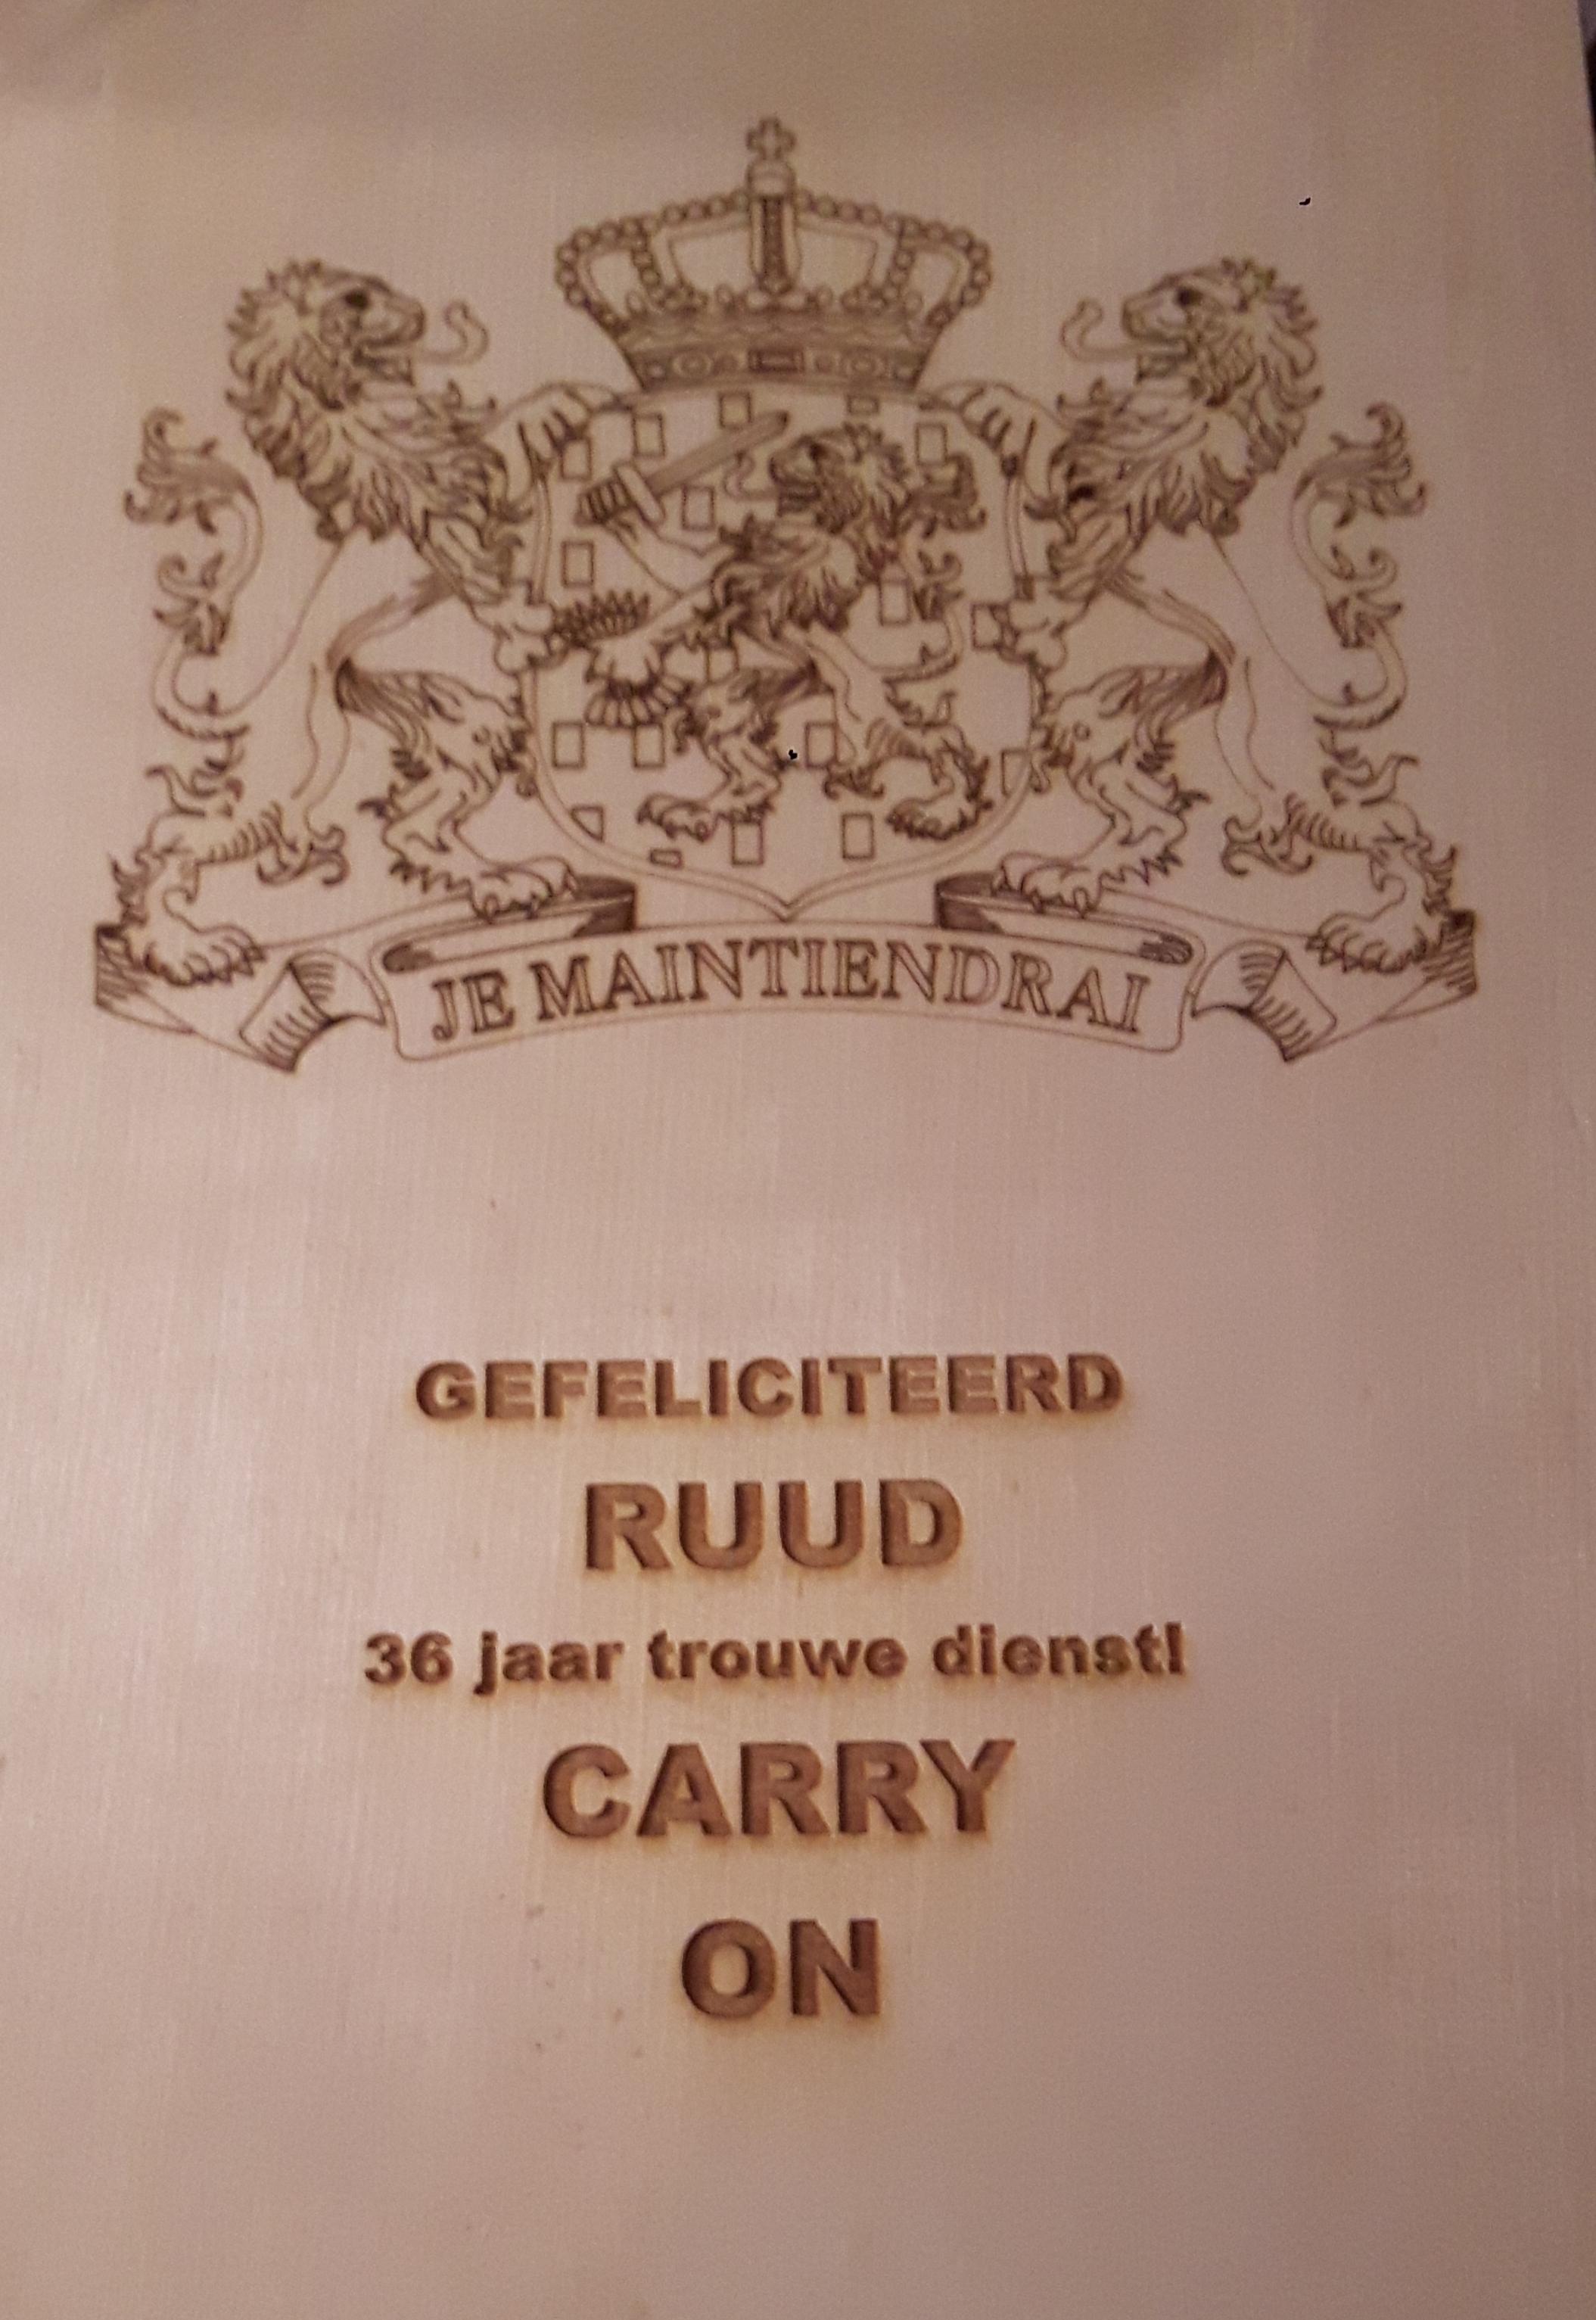 JE MAINTIENDRAI
GEFELICITEERD
RUUD
36 jaar trouwe dienst!
CARRY
ON